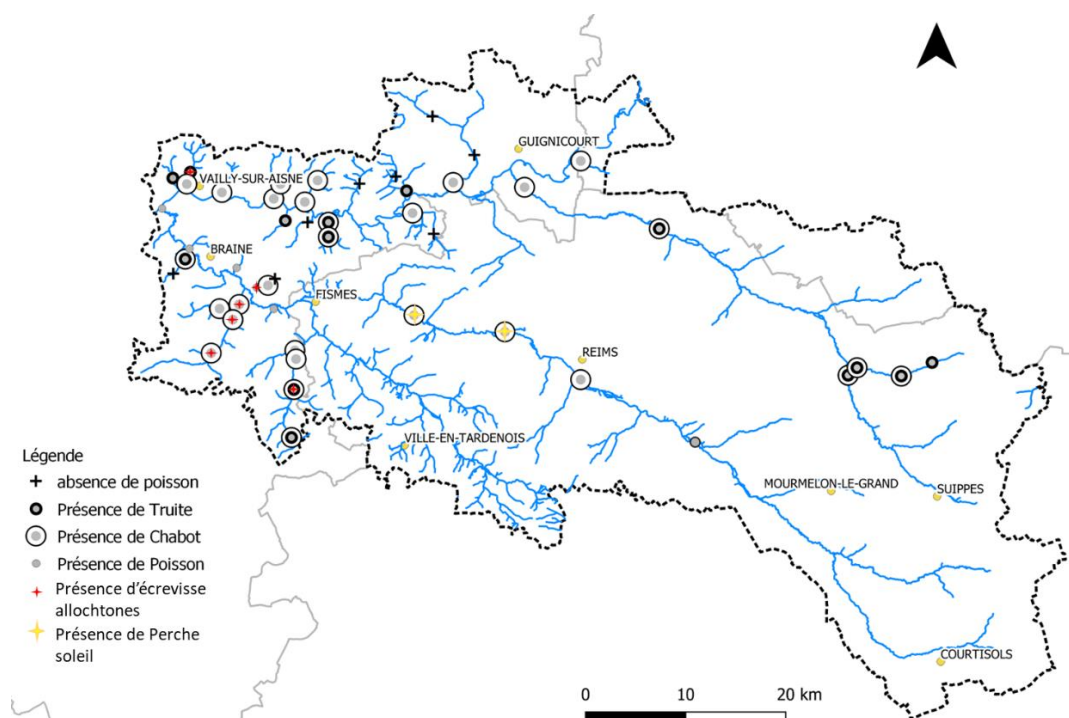 GUIGNICOURT
VAILLY-SUR-AISNE
BRAINE
FISMES
REIMS
VILLE-EN-TARDENOIS
MOURMELON-LE-GRAND
SUIPPES
COURTISOLS
Légende
absence de poisson
Présence de Truite
Présence de Chabot
Présence de Poisson
Présence d'écrevisse
allochtones
Présence de Perche
soleil
0 10 20 km